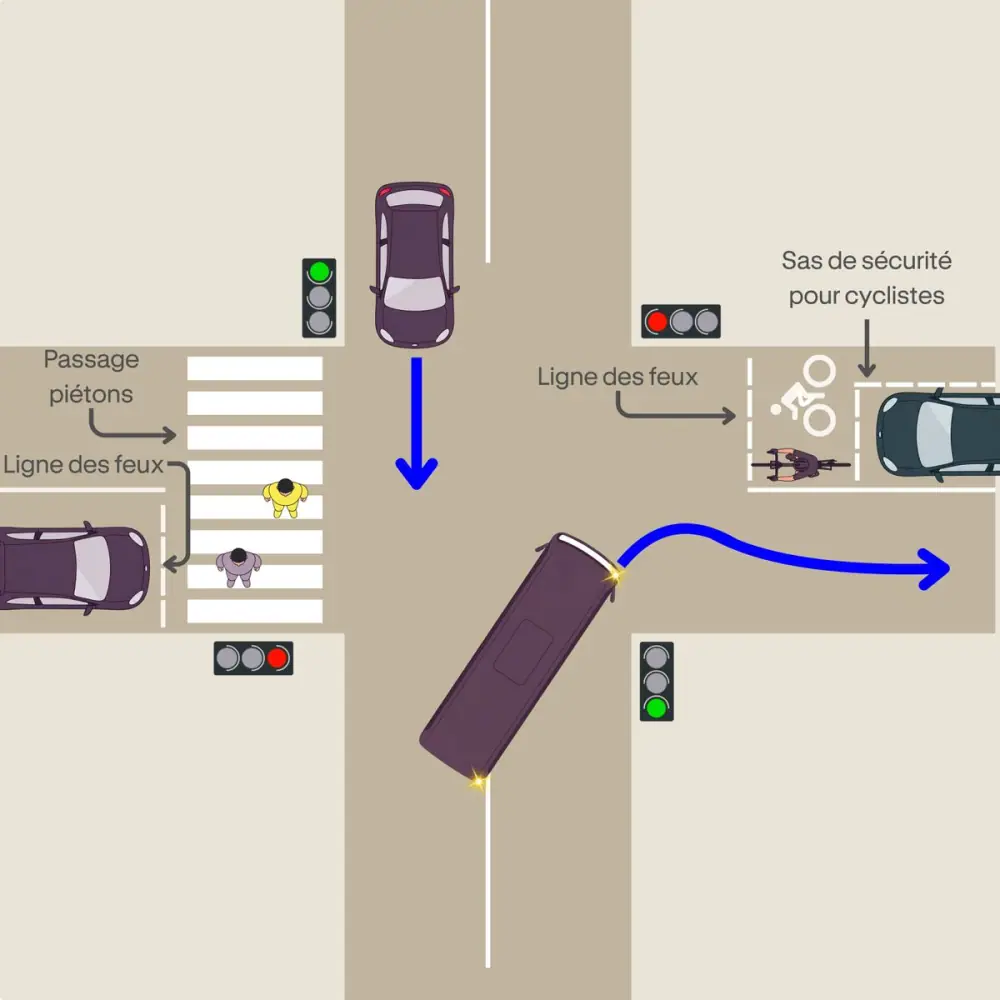 Sas de sécurité
pour cyclistes
Passage
piétons
Ligne des feux
Ligne des feux